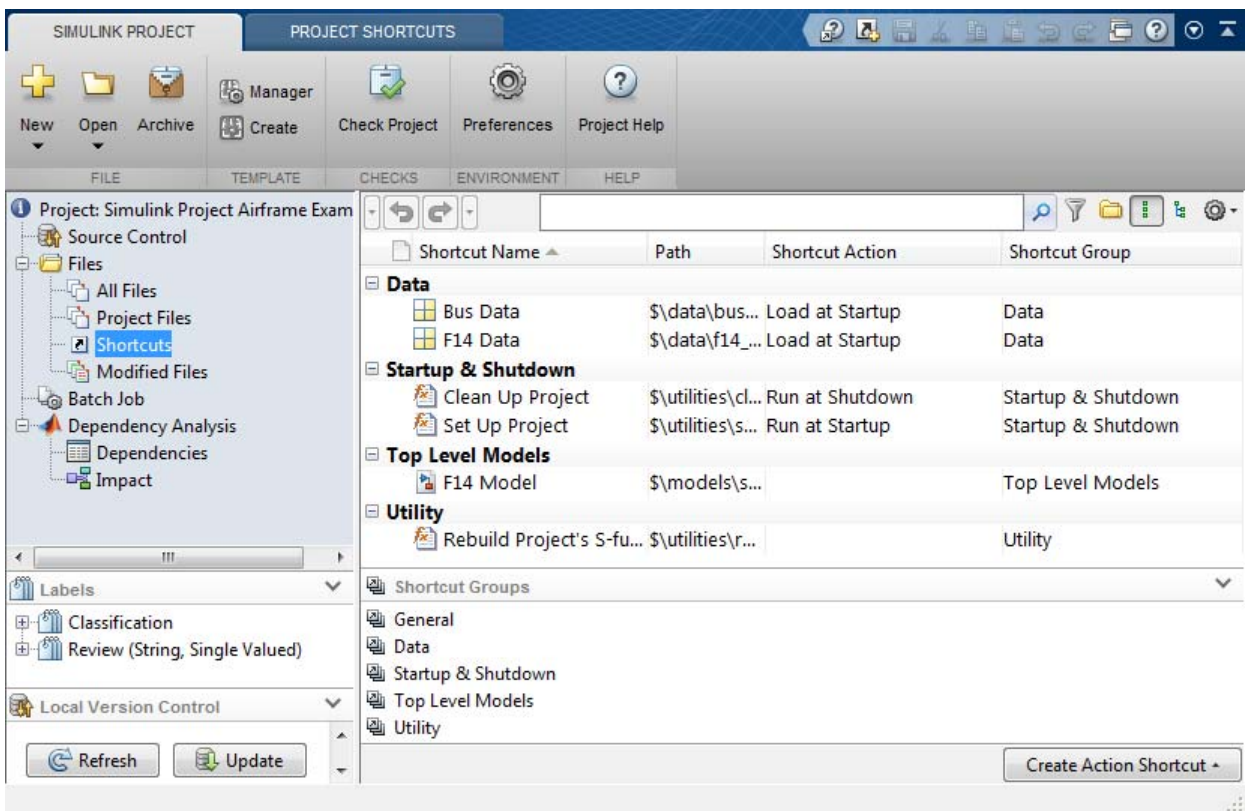 SIMULINK PROJECT PROJECT SHORTCUTS
New Open Archive Manager Create Check Project Preferences Project Help
FILE TEMPLATE CHECKS ENVIRONMENT HELP
Project: Simulink Project Airframe Exam
Source Control
Files
All Files
Project Files
Shortcuts
Modified Files
Batch Job
Dependency Analysis
Dependencies
Impact
Labels
Classification
Review (String, Single Valued)
Local Version Control
Refresh Update
Shortcut Name Path Shortcut Action Shortcut Group
Data
Bus Data $\data\bus... Load at Startup Data
F14 Data $\data\f14_... Load at Startup Data
Startup & Shutdown
Clean Up Project $\utilities\cl... Run at Shutdown Startup & Shutdown
Set Up Project $\utilities\s... Run at Startup Startup & Shutdown
Top Level Models
F14 Model $\models\s... Top Level Models
Utility
Rebuild Project's S-fu... $\utilities\r... Utility
Shortcut Groups
General
Data
Startup & Shutdown
Top Level Models
Utility
Create Action Shortcut